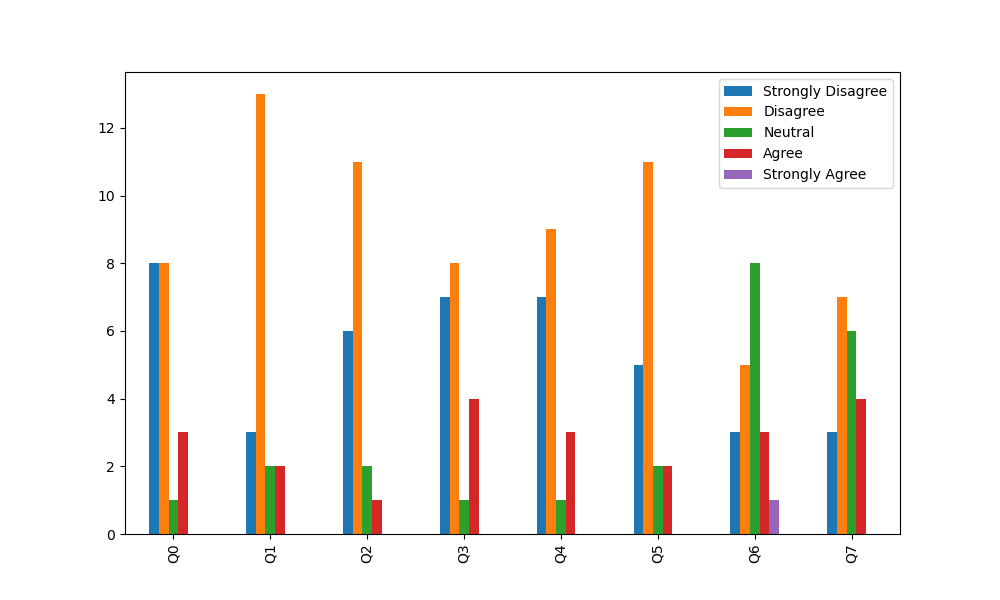 Strongly Disagree
Disagree
Neutral
Agree
Strongly Agree
12
10
8
6
4
2
0
Q0
Q1
Q2
Q3
Q4
Q5
Q6
Q7